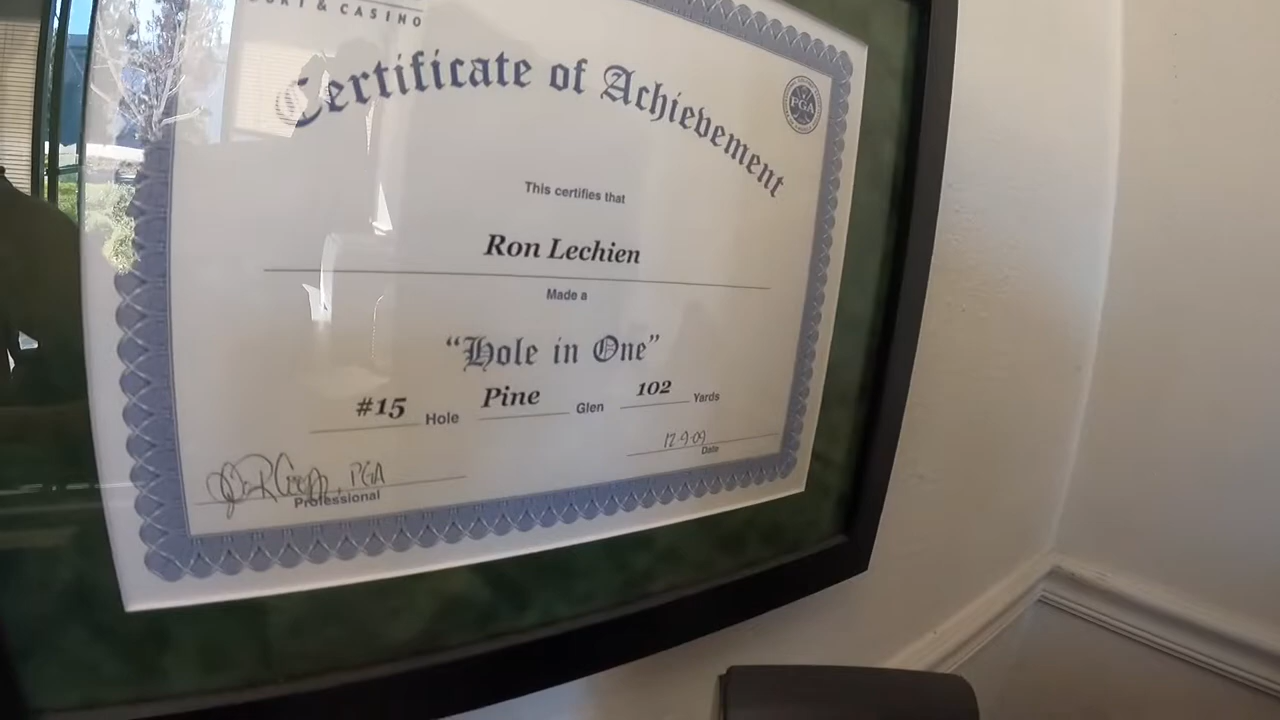 & CASINO
Certificate of Achievement
PGA
This certifies that
Ron Lechien
Made a
“Hole in One”
#15 Hole Pine Glen 102 Yards
12-9-09
Date
PGA
Professional